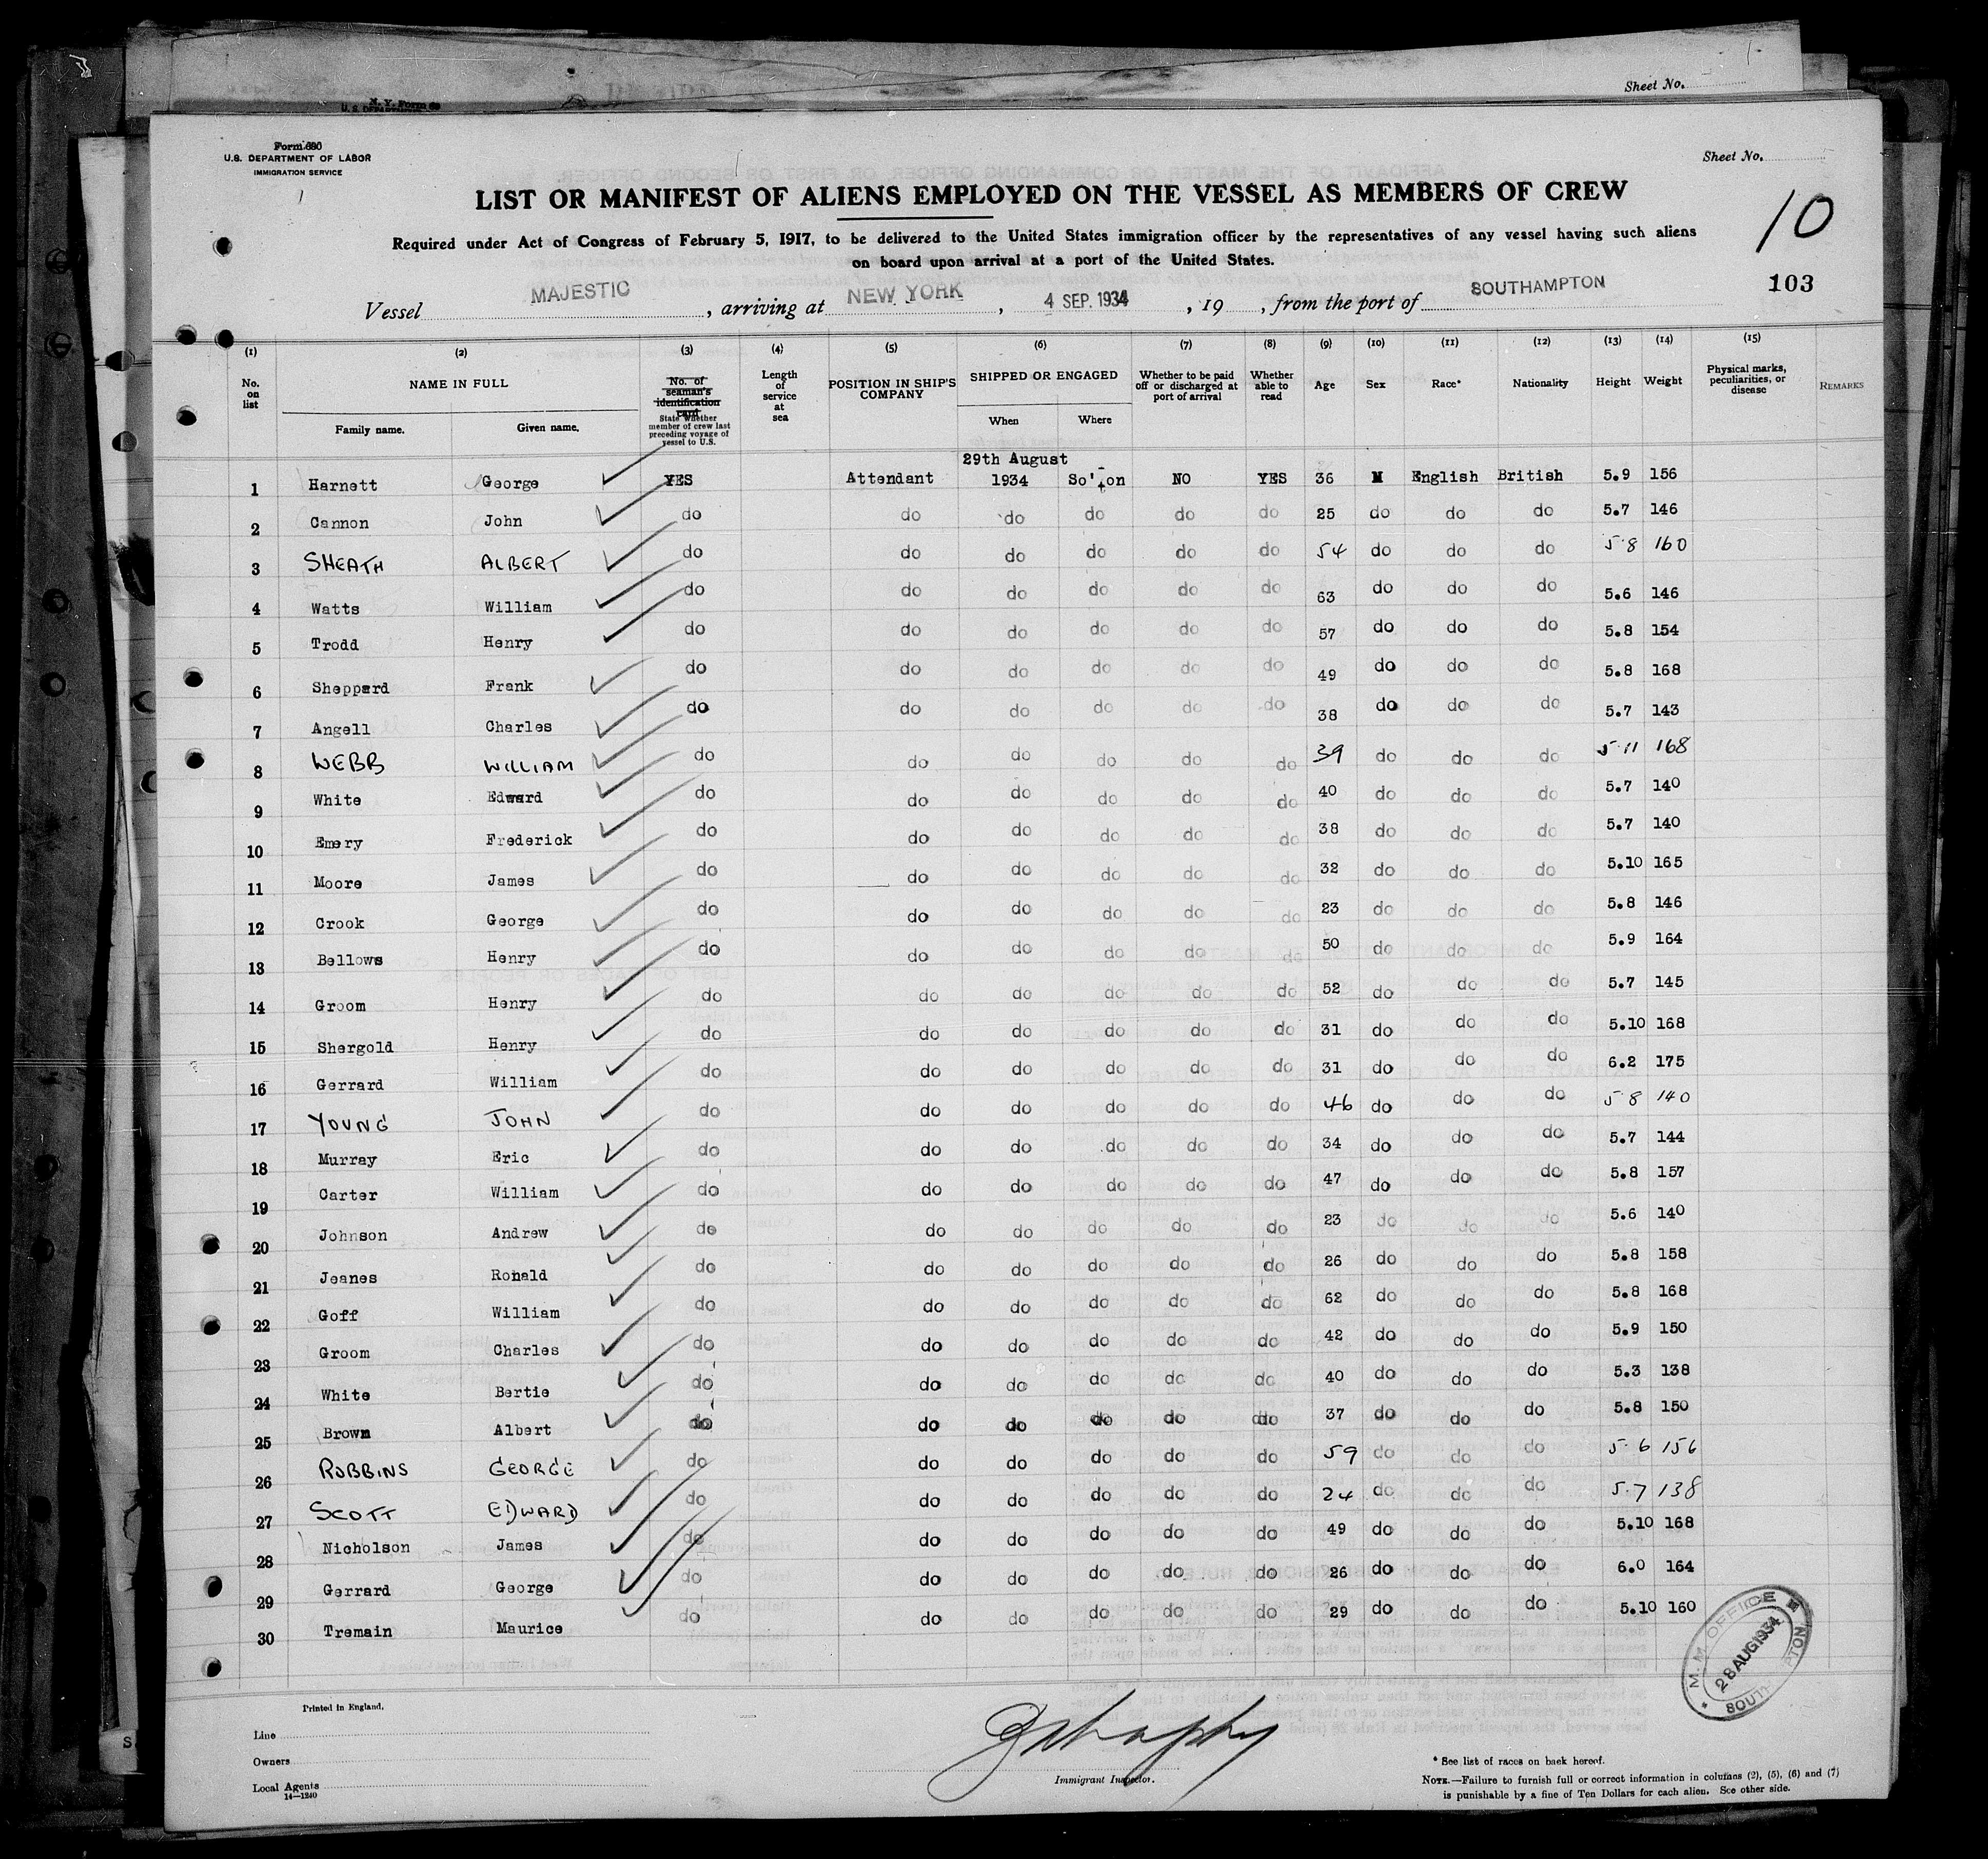 Sheet No.
N. Y. Form 69
Form 680
U.S. DEPARTMENT OF LABOR
IMMIGRATION SERVICE
Sheet No.
LIST OR MANIFEST OF ALIENS EMPLOYED ON THE VESSEL AS MEMBERS OF CREW
10
Required under Act of Congress of February 5, 1917, to be delivered to the United States immigration officer by the representatives of any vessel having such aliens
on board upon arrival at a port of the United States.
103
Vessel MAJESTIC, arriving at NEW YORK, 4 SEP. 1934, 19 , from the port of SOUTHAMPTON
(1) (2) (3) (4) (5) (6) (7) (8) (9) (10) (11) (12) (13) (14) (15)
No. on list NAME IN FULL Family name. Given name. No. of seaman's identification card State whether member of crew last preceding voyage of vessel to U.S. Length of service at sea POSITION IN SHIP'S COMPANY SHIPPED OR ENGAGED When Where Whether to be paid off or discharged at port of arrival Whether able to read Age Sex Race* Nationality Height Weight Physical marks, peculiarities, or disease REMARKS
29th August
1 Harnett George YES Attendant 1934 So'ton NO YES 36 M English British 5.9 156
2 Cannon John do do do do do do 25 do do do 5.7 146
3 SHEATH ALBERT do do do do do do 54 do do do 5.8 160
4 Watts William do do do do do do 63 do do do 5.6 146
5 Trodd Henry do do do do do do 57 do do do 5.8 154
6 Sheppard Frank do do do do do do 49 do do do 5.8 168
7 Angell Charles do do do do do do 38 do do do 5.7 143
8 WEBB WILLIAM do do do do do do 39 do do do 5.11 168
9 White Edward do do do do do do 40 do do do 5.7 140
10 Emery Frederick do do do do do do 38 do do do 5.7 140
11 Moore James do do do do do do 32 do do do 5.10 165
12 Crook George do do do do do do 23 do do do 5.8 146
13 Bellows Henry do do do do do do 50 do do do 5.9 164
14 Groom Henry do do do do do do 52 do do do 5.7 145
15 Shergold Henry do do do do do do 31 do do do 5.10 168
16 Gerrard William do do do do do do 31 do do do 6.2 175
17 YOUNG JOHN do do do do do do 46 do do do 5.8 140
18 Murray Eric do do do do do do 34 do do do 5.7 144
19 Carter William do do do do do do 47 do do do 5.8 157
20 Johnson Andrew do do do do do do 23 do do do 5.6 140
21 Jeanes Ronald do do do do do do 26 do do do 5.8 158
22 Goff William do do do do do do 62 do do do 5.8 168
23 Groom Charles do do do do do do 42 do do do 5.9 150
24 White Bertie do do do do do do 40 do do do 5.3 138
25 Brown Albert do do do do do do 37 do do do 5.8 150
26 ROBBINS GEORGE do do do do do do 59 do do do 5.6 156
27 SCOTT EDWARD do do do do do do 24 do do do 5.7 138
28 Nicholson James do do do do do do 49 do do do 5.10 168
29 Gerrard George do do do do do do 26 do do do 6.0 164
30 Tremain Maurice do do do do do do 29 do do do 5.10 160
M. M. OFFICE
28 AUG 1934
Printed in England.
Line
Owners
Local Agents
14—1240
Immigrant Inspector.
* See list of races on back hereof.
NOTE.—Failure to furnish full or correct information in columns (2), (5), (6) and (7)
is punishable by a fine of Ten Dollars for each alien. See other side.